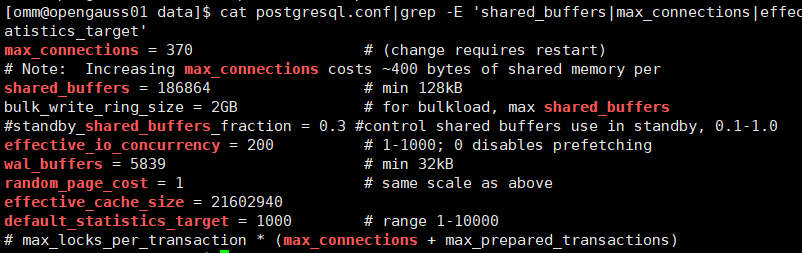 [omm@opengauss01 data]$ cat postgresql.conf|grep -E 'shared_buffers|max_connections|effec
atistics_target'
max_connections = 370 # (change requires restart)
# Note: Increasing max_connections costs ~400 bytes of shared memory per
shared_buffers = 186864 # min 128kB
bulk_write_ring_size = 2GB # for bulkload, max shared_buffers
#standby_shared_buffers_fraction = 0.3 #control shared buffers use in standby, 0.1-1.0
effective_io_concurrency = 200 # 1-1000; 0 disables prefetching
wal_buffers = 5839 # min 32kB
random_page_cost = 1 # same scale as above
effective_cache_size = 21602940
default_statistics_target = 1000 # range 1-10000
# max_locks_per_transaction * (max_connections + max_prepared_transactions)